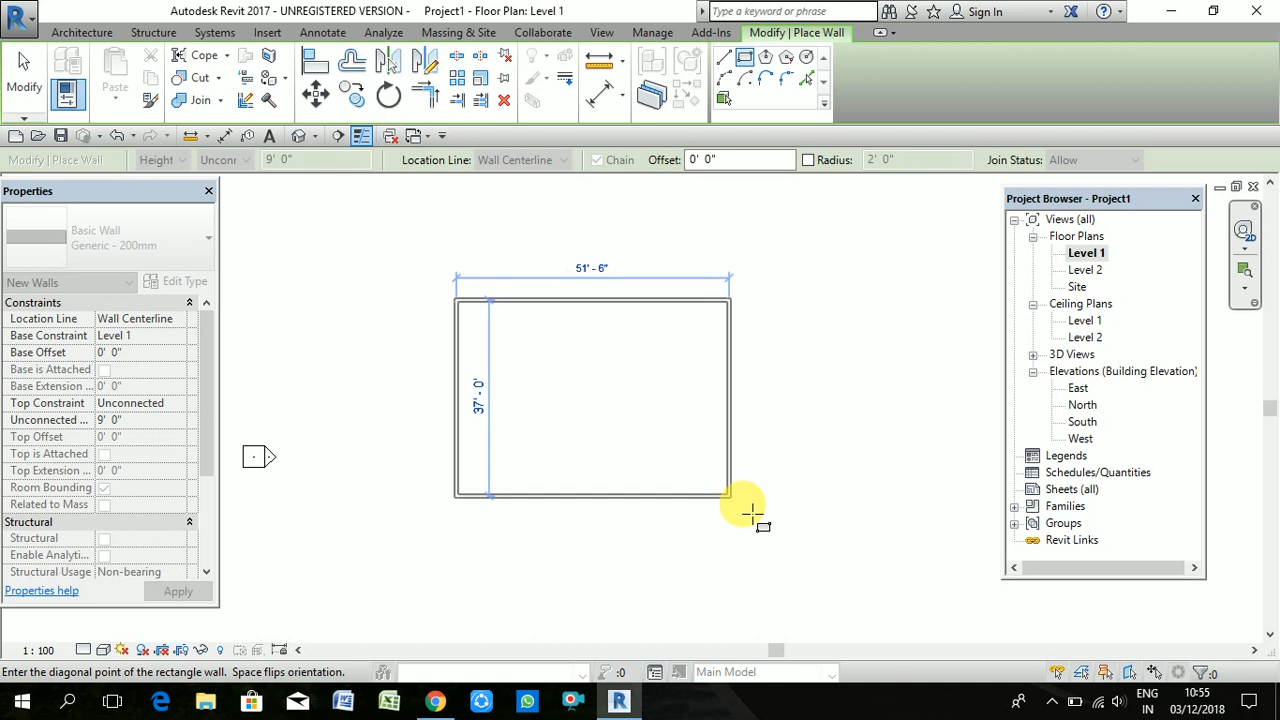 Autodesk Revit 2017 - UNREGISTERED VERSION - Project1 - Floor Plan: Level 1
Type a keyword or phrase
Sign In
Architecture Structure Systems Insert Annotate Analyze Massing & Site Collaborate View Manage Add-Ins Modify | Place Wall
Modify
Paste
Cope
Cut
Join
Modify | Place Wall Height Unconn 9' 0" Location Line: Wall Centerline Chain Offset: 0' 0" Radius: 2' 0" Join Status: Allow
Properties
Basic Wall
Generic - 200mm
New Walls Edit Type
Constraints
Location Line Wall Centerline
Base Constraint Level 1
Base Offset 0' 0"
Base is Attached
Base Extension ... 0' 0"
Top Constraint Unconnected
Unconnected ... 9' 0"
Top Offset 0' 0"
Top is Attached
Top Extension ... 0' 0"
Room Bounding
Related to Mass
Structural
Structural
Enable Analyti...
Structural Usage Non-bearing
Properties help Apply
51' - 6"
37' - 0'
Project Browser - Project1
Views (all)
Floor Plans
Level 1
Level 2
Site
Ceiling Plans
Level 1
Level 2
3D Views
Elevations (Building Elevation)
East
North
South
West
Legends
Schedules/Quantities
Sheets (all)
Families
Groups
Revit Links
2D
1 : 100
Enter the diagonal point of the rectangle wall. Space flips orientation.
:0
Main Model
:0
ENG
IN
10:55
03/12/2018